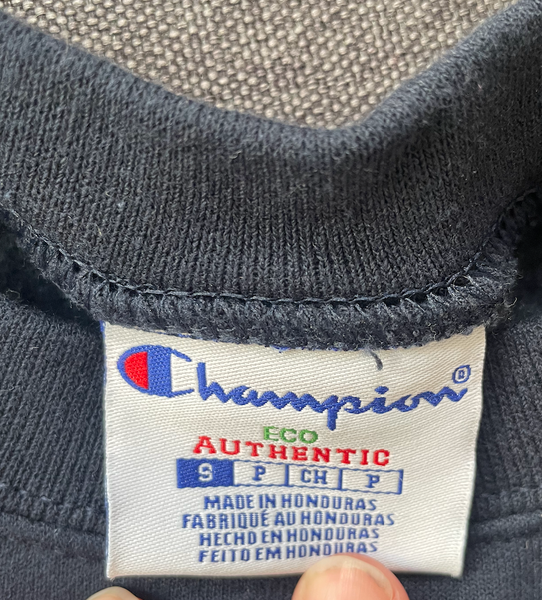 Champion®
ECO
AUTHENTIC
S P CH P
MADE IN HONDURAS
FABRIQUÉ AU HONDURAS
HECHO EN HONDURAS
FEITO EM HONDURAS